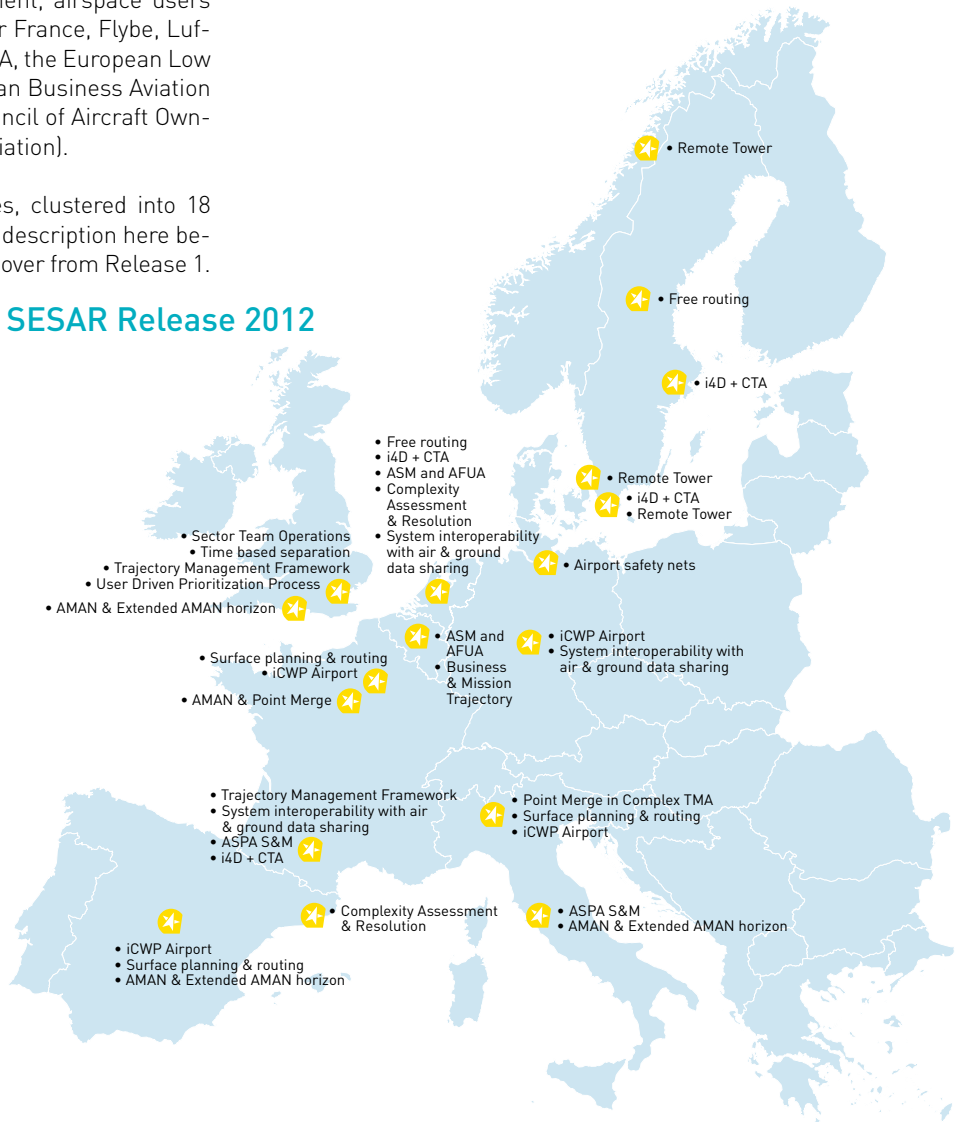 ment, airspace users
r France, Flybe, Luf-
A, the European Low
an Business Aviation
ncil of Aircraft Own-
iation).
es, clustered into 18
description here be-
over from Release 1.
SESAR Release 2012
• Remote Tower
• Free routing
• i4D + CTA
• Free routing
• i4D + CTA
• ASM and AFUA
• Complexity
Assessment
& Resolution
• System interoperability
with air & ground
data sharing
• Remote Tower
• i4D + CTA
• Remote Tower
• Sector Team Operations
• Time based separation
• Trajectory Management Framework
• User Driven Prioritization Process
• AMAN & Extended AMAN horizon
• Airport safety nets
• ASM and
AFUA
• Business
& Mission
Trajectory
• iCWP Airport
• System interoperability with
air & ground data sharing
• Surface planning & routing
• iCWP Airport
• AMAN & Point Merge
• Trajectory Management Framework
• System interoperability with air
& ground data sharing
• ASPA S&M
• i4D + CTA
• Point Merge in Complex TMA
• Surface planning & routing
• iCWP Airport
• Complexity Assessment
& Resolution
• ASPA S&M
• AMAN & Extended AMAN horizon
• iCWP Airport
• Surface planning & routing
• AMAN & Extended AMAN horizon